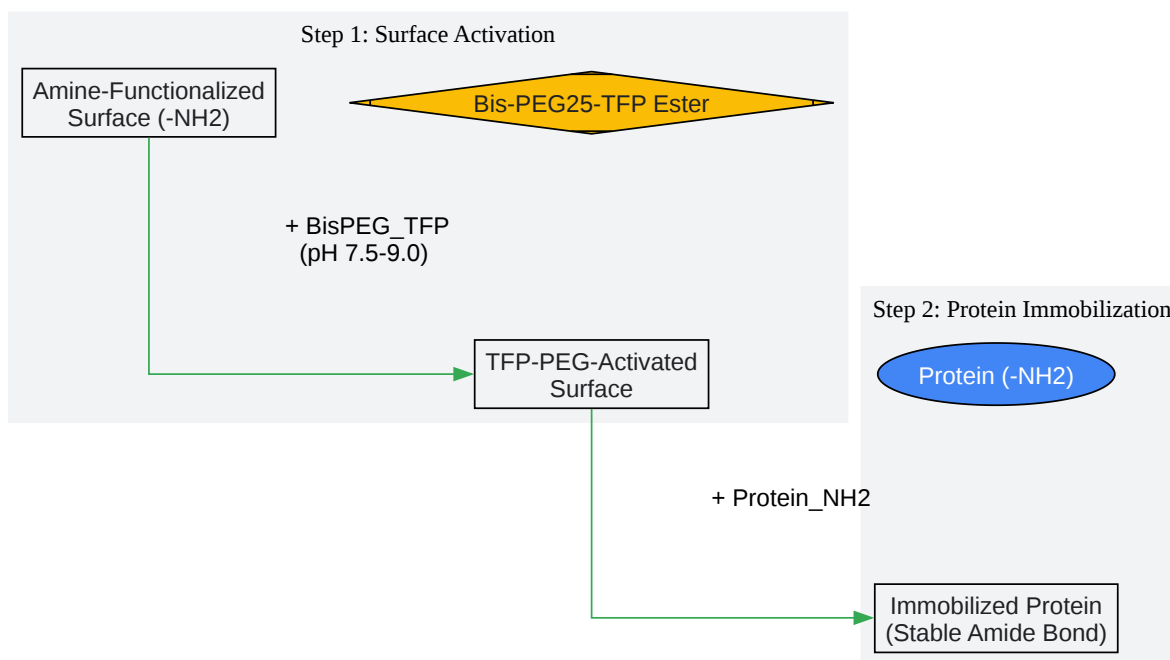 Step 1: Surface Activation
Amine-Functionalized
Surface (-NH2)
Bis-PEG25-TFP Ester
+ BisPEG_TFP
(pH 7.5-9.0)
Step 2: Protein Immobilization
TFP-PEG-Activated
Surface
Protein (-NH2)
+ Protein_NH2
Immobilized Protein
(Stable Amide Bond)